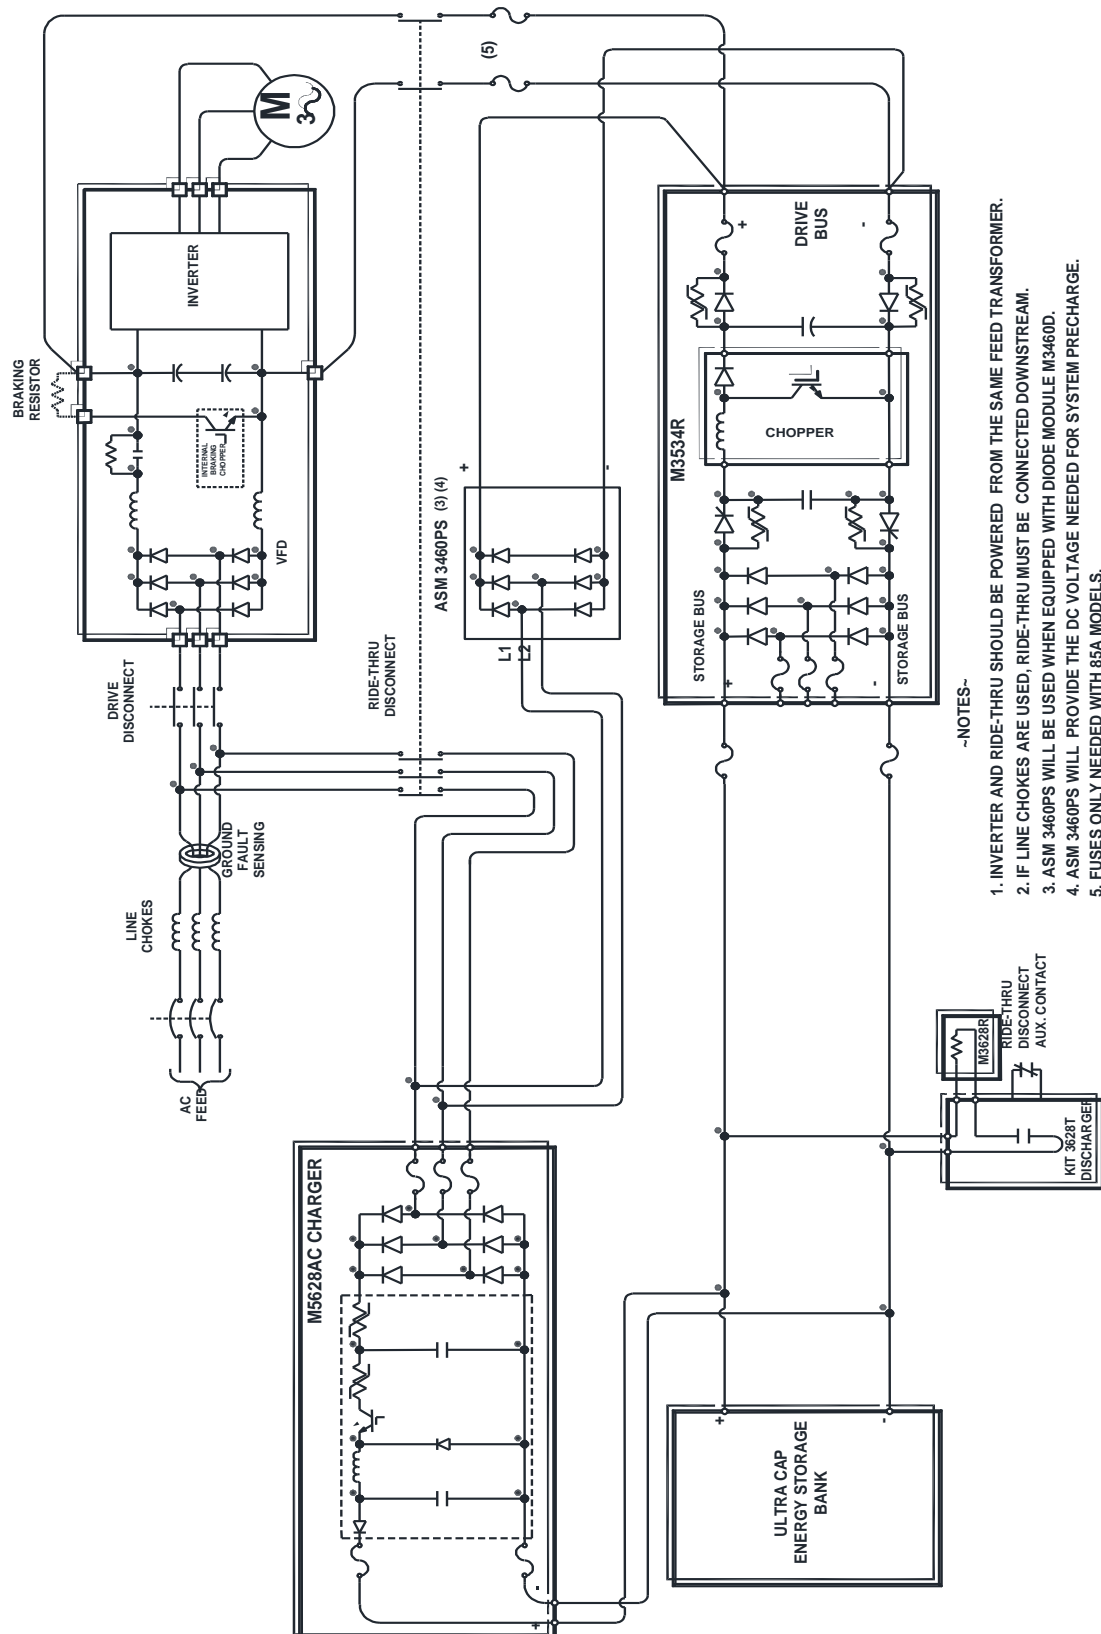 BRAKING
RESISTOR
M
3
INVERTER
INTERNAL
BRAKING
CHOPPER
VFD
(5)
DRIVE
DISCONNECT
RIDE-THRU
DISCONNECT
LINE
CHOKES
GROUND
FAULT
SENSING
AC
FEED
ASM 3460PS (3) (4)
+
-
L1
L2
M3534R
DRIVE
BUS
+
-
CHOPPER
STORAGE BUS
+
STORAGE BUS
-
M5628AC CHARGER
+
-
ULTRA CAP
ENERGY STORAGE
BANK
+
-
M3628R
RIDE-THRU
DISCONNECT
AUX. CONTACT
KIT 3628T
DISCHARGER
~NOTES~
1. INVERTER AND RIDE-THRU SHOULD BE POWERED FROM THE SAME FEED TRANSFORMER.
2. IF LINE CHOKES ARE USED, RIDE-THRU MUST BE CONNECTED DOWNSTREAM.
3. ASM 3460PS WILL BE USED WHEN EQUIPPED WITH DIODE MODULE M3460D.
4. ASM 3460PS WILL PROVIDE THE DC VOLTAGE NEEDED FOR SYSTEM PRECHARGE.
5. FUSES ONLY NEEDED WITH 85A MODELS.